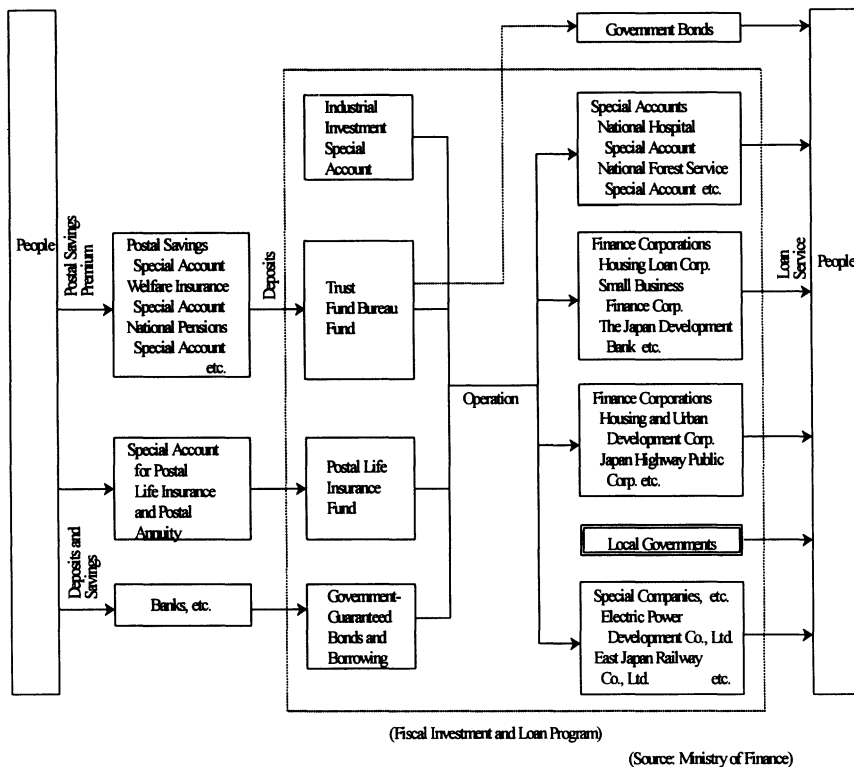 Government Bonds
Industrial
Investment
Special
Account
Special Accounts
National Hospital
Special Account
National Forest Service
Special Account etc.
People
Postal Savings
Premium
Postal Savings
Special Account
Welfare Insurance
Special Account
National Pensions
Special Account
etc.
Deposits
Trust
Fund Bureau
Fund
Finance Corporations
Housing Loan Corp.
Small Business
Finance Corp.
The Japan Development
Bank etc.
Loan
Service
People
Operation
Finance Corporations
Housing and Urban
Development Corp.
Japan Highway Public
Corp. etc.
Special Account
for Postal
Life Insurance
and Postal
Annuity
Postal Life
Insurance
Fund
Local Governments
Deposits and
Savings
Banks, etc.
Government-
Guaranteed
Bonds and
Borrowing
Special Companies, etc.
Electric Power
Development Co., Ltd.
East Japan Railway
Co., Ltd. etc.
(Fiscal Investment and Loan Program)
(Source: Ministry of Finance)